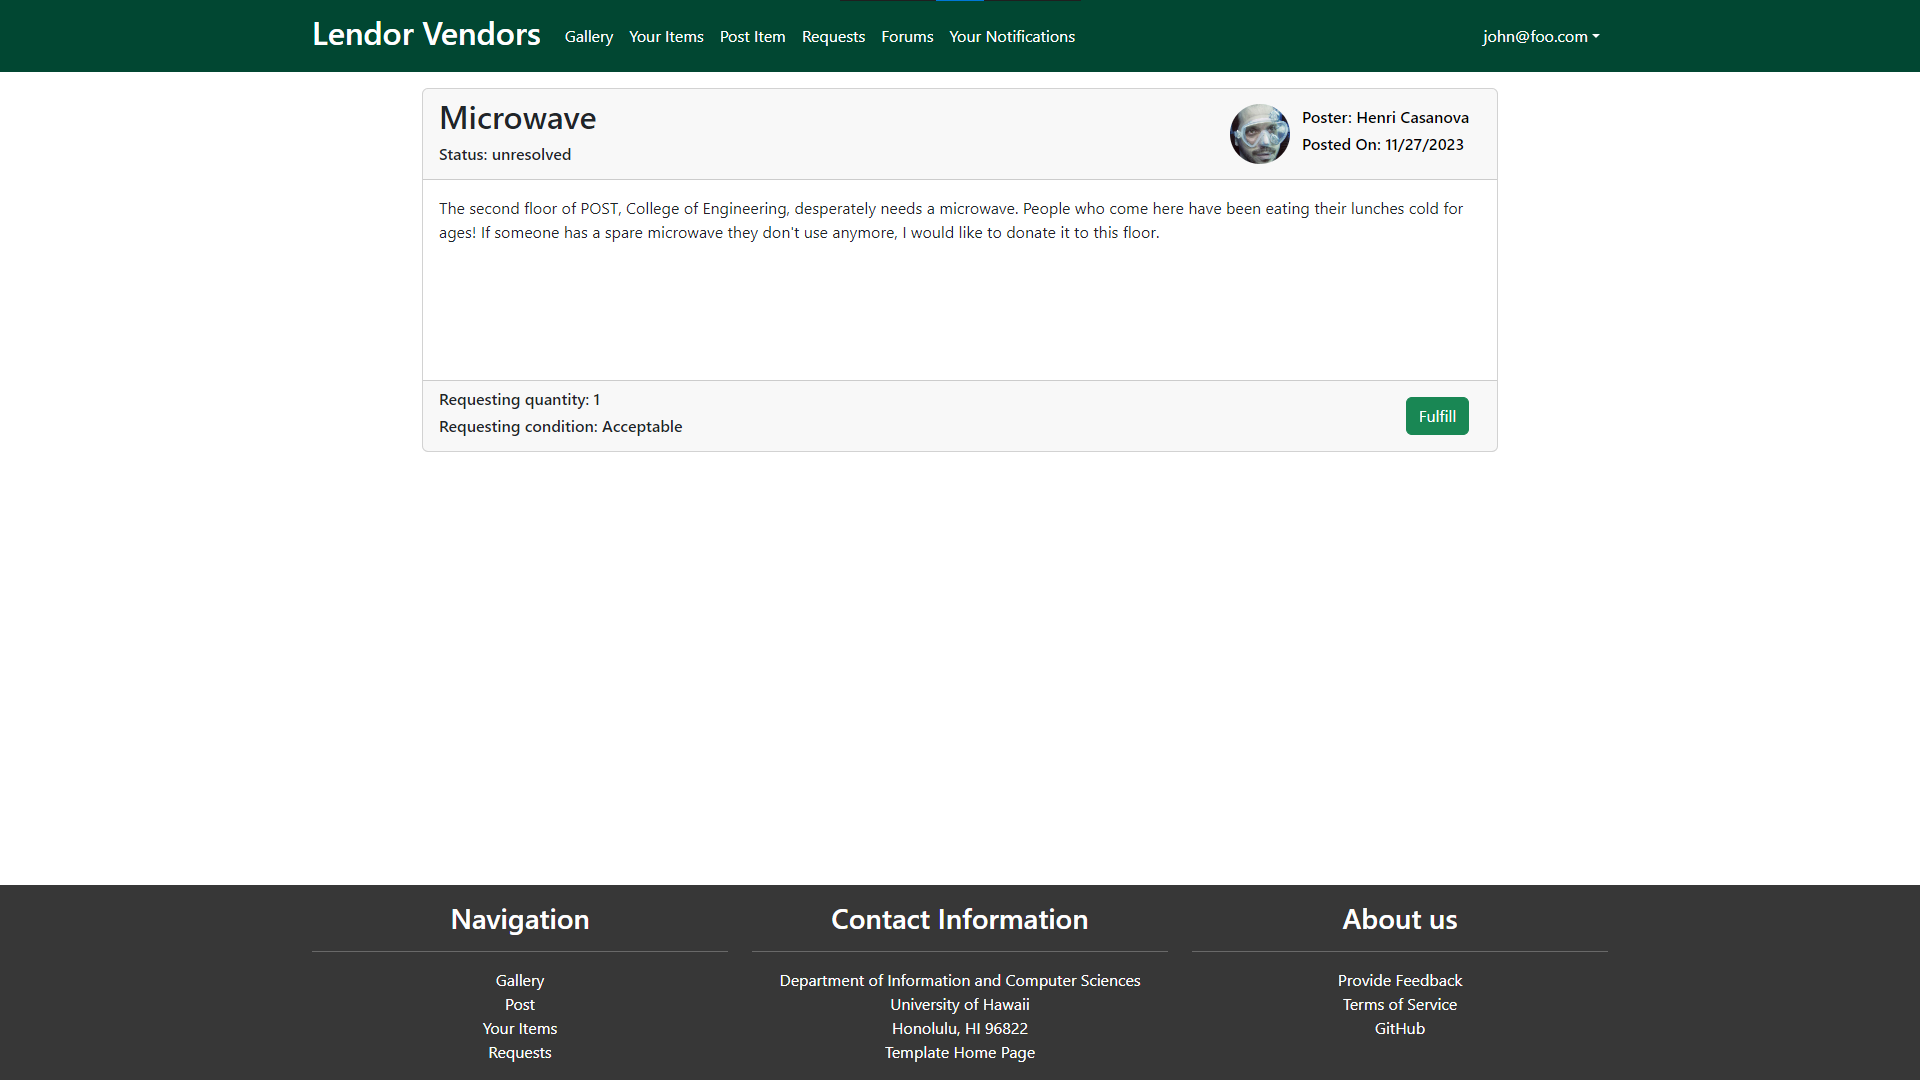 Lendor Vendors Gallery Your Items Post Item Requests Forums Your Notifications john@foo.com
Microwave
Status: unresolved
Poster: Henri Casanova
Posted On: 11/27/2023
The second floor of POST, College of Engineering, desperately needs a microwave. People who come here have been eating their lunches cold for
ages! If someone has a spare microwave they don't use anymore, I would like to donate it to this floor.
Requesting quantity: 1
Requesting condition: Acceptable
Fulfill
Navigation
Gallery
Post
Your Items
Requests
Contact Information
Department of Information and Computer Sciences
University of Hawaii
Honolulu, HI 96822
Template Home Page
About us
Provide Feedback
Terms of Service
GitHub